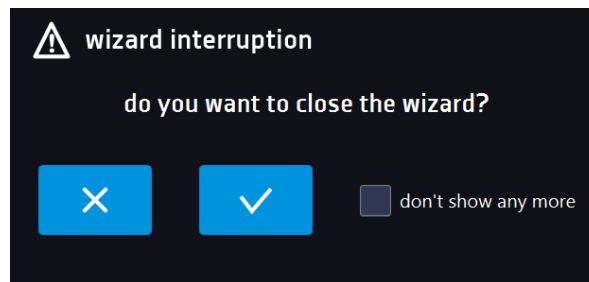 wizard interruption
do you want to close the wizard?
don't show any more